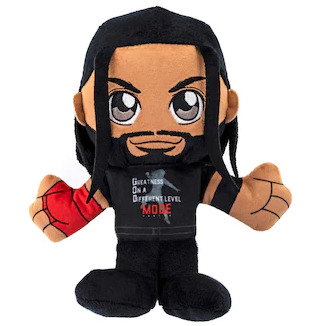 GREATNESS
ON A
DIFFERENT LEVEL
MODE